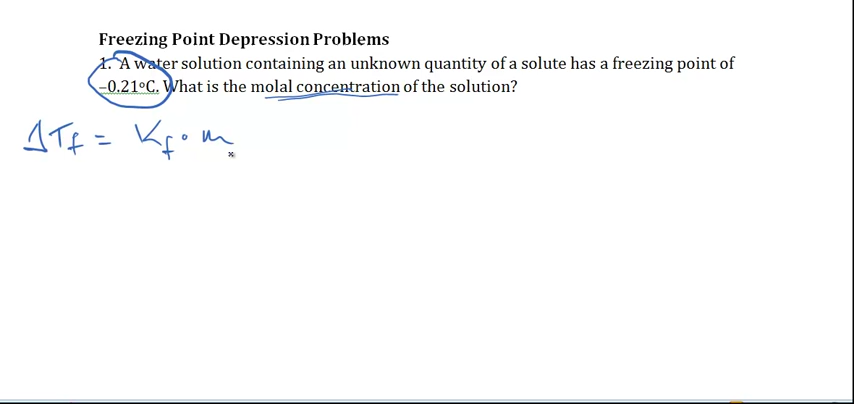 Freezing Point Depression Problems
1. A water solution containing an unknown quantity of a solute has a freezing point of
–0.21°C. What is the molal concentration of the solution?
ΔTf = Kf • m